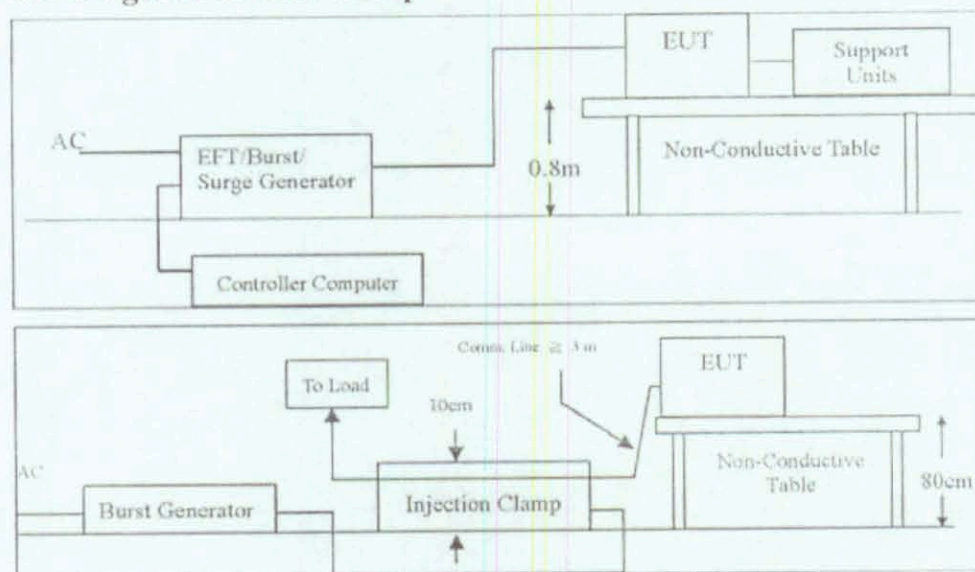 EUT
Support
Units
AC
EFT/Burst/
Surge Generator
0.8m
Non-Conductive Table
Controller Computer
Comm. Line ≧ 3 m
EUT
To Load
10cm
AC
Non-Conductive
Table
80cm
Burst Generator
Injection Clamp